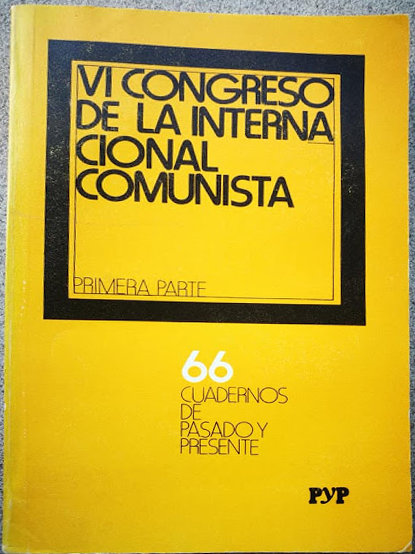 VI CONGRESO
DE LA INTERNA
CIONAL
COMUNISTA
PRIMERA PARTE
66
CUADERNOS
DE
PASADO Y
PRESENTE
PYP